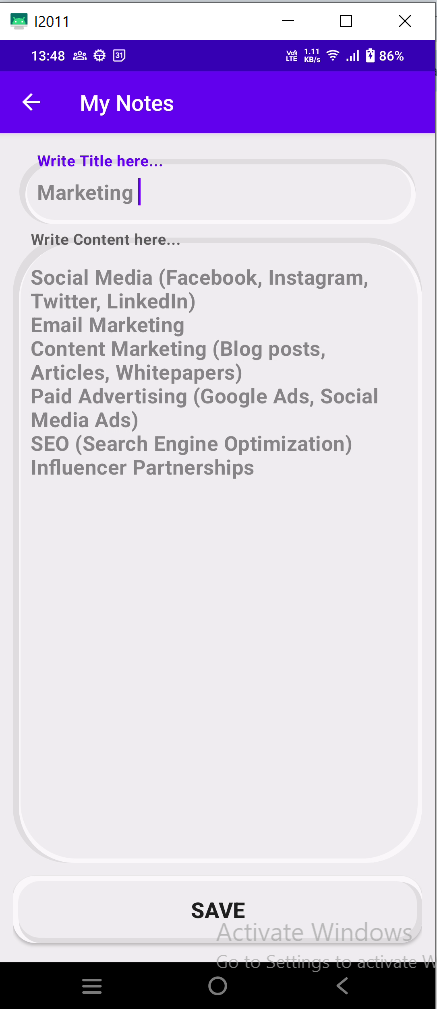 I2011
13:48
31
Vo) LTE
1.11 KB/s
86%
My Notes
Write Title here...
Marketing
Write Content here...
Social Media (Facebook, Instagram,
Twitter, LinkedIn)
Email Marketing
Content Marketing (Blog posts,
Articles, Whitepapers)
Paid Advertising (Google Ads, Social
Media Ads)
SEO (Search Engine Optimization)
Influencer Partnerships
SAVE
Activate Windows
Go to Settings to activate W